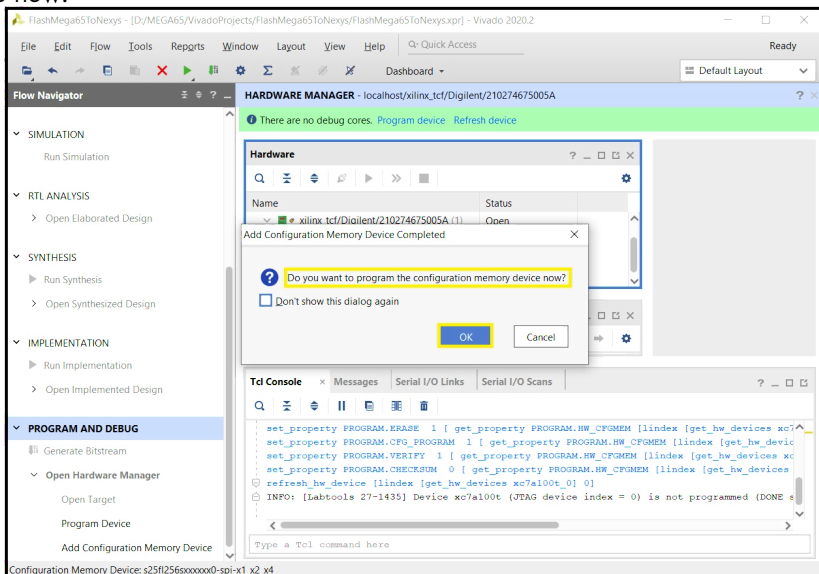 FlashMega65ToNexys - [D:/MEGA65/VivadoProjects/FlashMega65ToNexys/FlashMega65ToNexys.xpr] - Vivado 2020.2
File Edit Flow Tools Reports Window Layout View Help Q- Quick Access Ready
Dashboard Default Layout
Flow Navigator
SIMULATION
Run Simulation
RTL ANALYSIS
Open Elaborated Design
SYNTHESIS
Run Synthesis
Open Synthesized Design
IMPLEMENTATION
Run Implementation
Open Implemented Design
PROGRAM AND DEBUG
Generate Bitstream
Open Hardware Manager
Open Target
Program Device
Add Configuration Memory Device
HARDWARE MANAGER - localhost/xilinx_tcf/Digilent/210274675005A
There are no debug cores. Program device Refresh device
Hardware
Name Status
xilinx_tcf/Digilent/210274675005A (1) Open
Add Configuration Memory Device Completed
Do you want to program the configuration memory device now?
Don't show this dialog again
OK Cancel
Tcl Console Messages Serial I/O Links Serial I/O Scans
set_property PROGRAM.ERASE 1 [ get_property PROGRAM.HW_CFGMEM [lindex [get_hw_devices xc7
set_property PROGRAM.CFG_PROGRAM 1 [ get_property PROGRAM.HW_CFGMEM [lindex [get_hw_devic
set_property PROGRAM.VERIFY 1 [ get_property PROGRAM.HW_CFGMEM [lindex [get_hw_devices xc
set_property PROGRAM.CHECKSUM 0 [ get_property PROGRAM.HW_CFGMEM [lindex [get_hw_devices
refresh_hw_device [lindex [get_hw_devices xc7a100t_0] 0]
INFO: [Labtools 27-1435] Device xc7a100t (JTAG device index = 0) is not programmed (DONE s
Type a Tcl command here
Configuration Memory Device: s25fl256sxxxxxx0-spi-x1_x2_x4